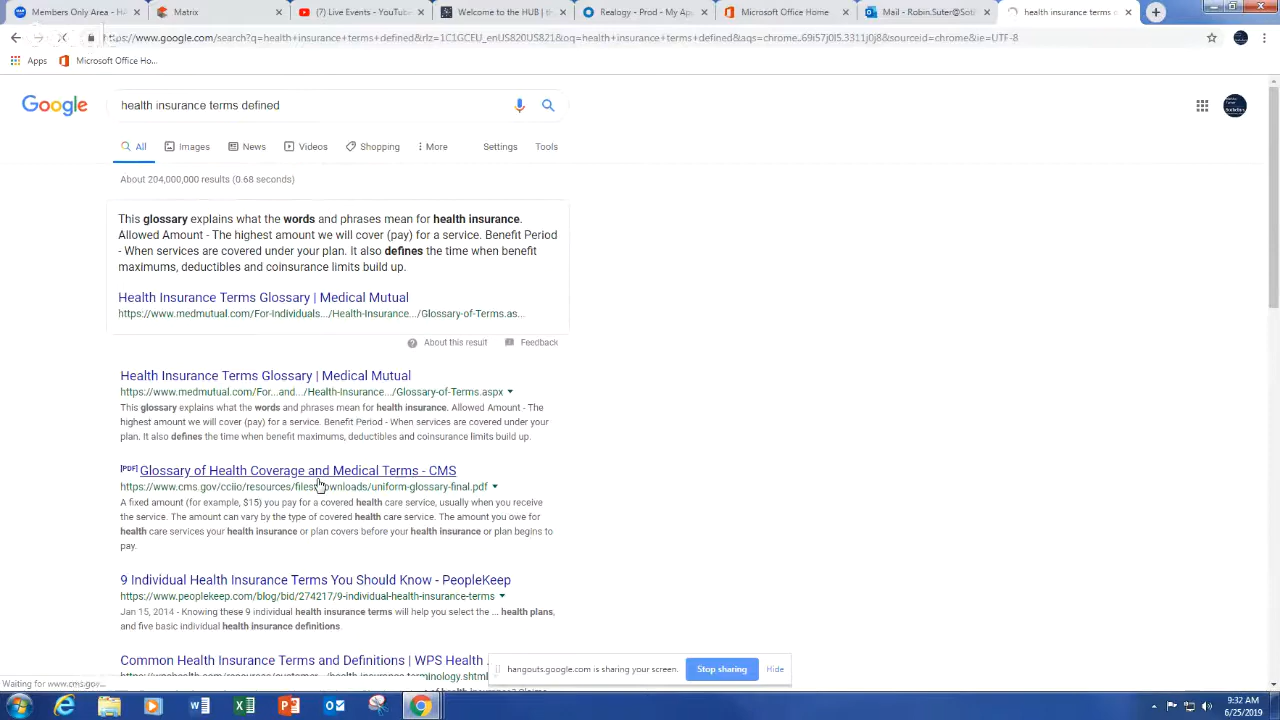 Members Only Area - H
Matrix
(7) Live Events - YouTube
Welcome to the HUB | th
Realogy - Prod - My App
Microsoft Office Home
Mail - Robin.Suter@Sot
health insurance terms d
https://www.google.com/search?q=health+insurance+terms+defined&rlz=1C1GCEU_enUS820US821&oq=health+insurance+terms+defined&aqs=chrome..69i57j0l5.3311j0j8&sourceid=chrome&ie=UTF-8
Apps Microsoft Office Ho...
Google health insurance terms defined
All Images News Videos Shopping More Settings Tools
About 204,000,000 results (0.68 seconds)
This glossary explains what the words and phrases mean for health insurance.
Allowed Amount - The highest amount we will cover (pay) for a service. Benefit Period
- When services are covered under your plan. It also defines the time when benefit
maximums, deductibles and coinsurance limits build up.
Health Insurance Terms Glossary | Medical Mutual
https://www.medmutual.com/For-Individuals.../Health-Insurance.../Glossary-of-Terms.as...
About this result Feedback
Health Insurance Terms Glossary | Medical Mutual
https://www.medmutual.com/For...and.../Health-Insurance.../Glossary-of-Terms.aspx
This glossary explains what the words and phrases mean for health insurance. Allowed Amount - The
highest amount we will cover (pay) for a service. Benefit Period - When services are covered under your
plan. It also defines the time when benefit maximums, deductibles and coinsurance limits build up.
[PDF] Glossary of Health Coverage and Medical Terms - CMS
https://www.cms.gov/cciio/resources/files/downloads/uniform-glossary-final.pdf
A fixed amount (for example, $15) you pay for a covered health care service, usually when you receive
the service. The amount can vary by the type of covered health care service. The amount you owe for
health care services your health insurance or plan covers before your health insurance or plan begins to
pay.
9 Individual Health Insurance Terms You Should Know - PeopleKeep
https://www.peoplekeep.com/blog/bid/274217/9-individual-health-insurance-terms
Jan 15, 2014 - Knowing these 9 individual health insurance terms will help you select the ... health plans,
and five basic individual health insurance definitions.
Common Health Insurance Terms and Definitions | WPS Health
hangouts.google.com is sharing your screen. Stop sharing Hide
Waiting for www.cms.gov...
9:32 AM
6/25/2019